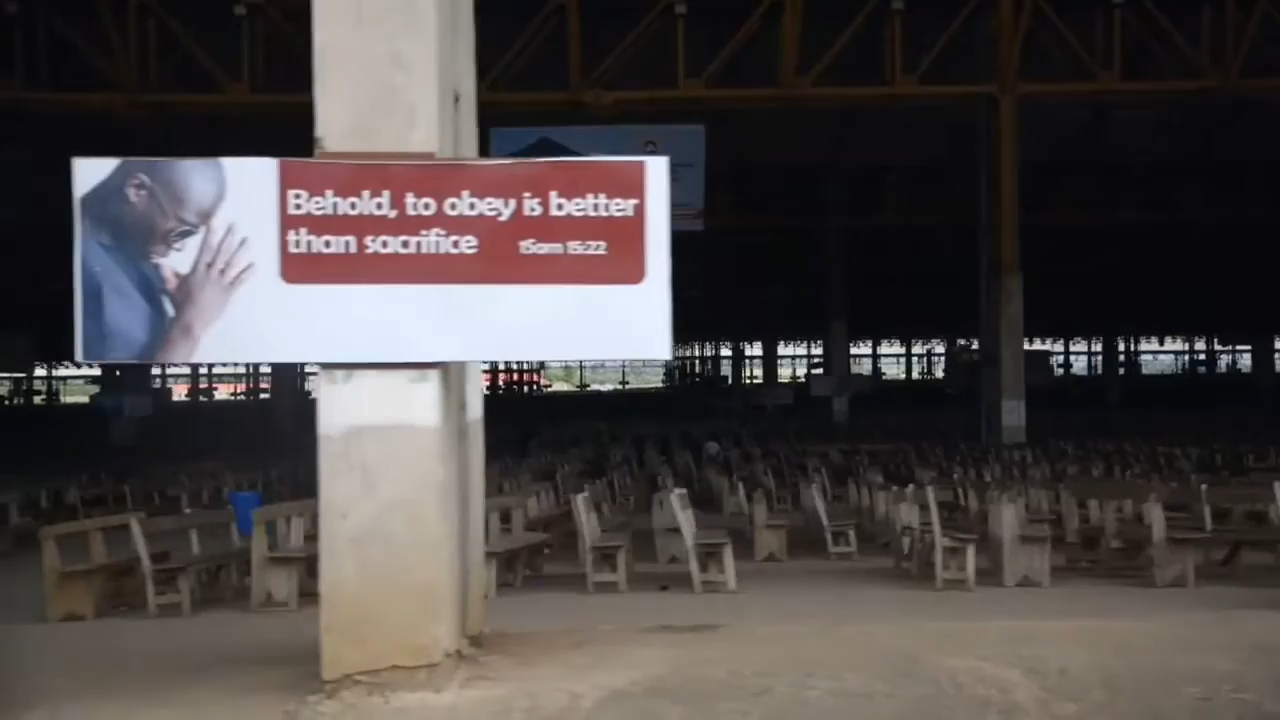 Behold, to obey is better
than sacrifice 1Sam 15:22